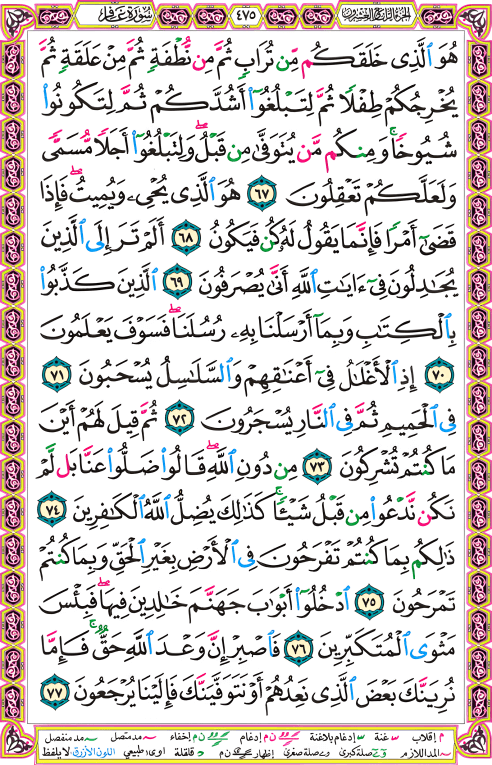 الجزء الرابع والعشرون ٤٧٥ سورة غافر
هُوَ ٱلَّذِى خَلَقَكُم مِّن تُرَابٍ ثُمَّ مِن نُّطْفَةٍ ثُمَّ مِنْ عَلَقَةٍ ثُمَّ
يُخْرِجُكُمْ طِفْلًا ثُمَّ لِتَبْلُغُوٓا۟ أَشُدَّكُمْ ثُمَّ لِتَكُونُوا۟
شُيُوخًا ۚ وَمِنكُم مَّن يُتَوَفَّىٰ مِن قَبْلُ ۖ وَلِتَبْلُغُوٓا۟ أَجَلًا مُّسَمًّى
وَلَعَلَّكُمْ تَعْقِلُونَ ٦٧ هُوَ ٱلَّذِى يُحْىِۦ وَيُمِيتُ ۖ فَإِذَا
قَضَىٰٓ أَمْرًا فَإِنَّمَا يَقُولُ لَهُۥ كُن فَيَكُونُ ٦٨ أَلَمْ تَرَ إِلَى ٱلَّذِينَ
يُجَـٰدِلُونَ فِىٓ ءَايَـٰتِ ٱللَّهِ أَنَّىٰ يُصْرَفُونَ ٦٩ ٱلَّذِينَ كَذَّبُوا۟
بِٱلْكِتَـٰبِ وَبِمَآ أَرْسَلْنَا بِهِۦ رُسُلَنَا ۖ فَسَوْفَ يَعْلَمُونَ
٧٠ إِذِ ٱلْأَغْلَـٰلُ فِىٓ أَعْنَـٰقِهِمْ وَٱلسَّلَـٰسِلُ يُسْحَبُونَ ٧١
فِى ٱلْحَمِيمِ ثُمَّ فِى ٱلنَّارِ يُسْجَرُونَ ٧٢ ثُمَّ قِيلَ لَهُمْ أَيْنَ
مَا كُنتُمْ تُشْرِكُونَ ٧٣ مِن دُونِ ٱللَّهِ ۖ قَالُوا۟ ضَلُّوا۟ عَنَّا بَل لَّمْ
نَكُن نَّدْعُوا۟ مِن قَبْلُ شَيْـًٔا ۚ كَذَٰلِكَ يُضِلُّ ٱللَّهُ ٱلْكَـٰفِرِينَ ٧٤
ذَٰلِكُم بِمَا كُنتُمْ تَفْرَحُونَ فِى ٱلْأَرْضِ بِغَيْرِ ٱلْحَقِّ وَبِمَا كُنتُمْ
تَمْرَحُونَ ٧٥ ٱدْخُلُوٓا۟ أَبْوَٰبَ جَهَنَّمَ خَـٰلِدِينَ فِيهَا ۖ فَبِئْسَ
مَثْوَى ٱلْمُتَكَبِّرِينَ ٧٦ فَٱصْبِرْ إِنَّ وَعْدَ ٱللَّهِ حَقٌّ ۚ فَإِمَّا
نُرِيَنَّكَ بَعْضَ ٱلَّذِى نَعِدُهُمْ أَوْ نَتَوَفَّيَنَّكَ فَإِلَيْنَا يُرْجَعُونَ ٧٧
م إقلاب غنة إدغام بلاغنة ن م إدغام ن م إخفاء مد متصل مد منفصل
المد اللازم صلة كبرى وه صلة صغرى إظهار ن م قلقلة اوى طبيعي اللون الأزرق لا يلفظ